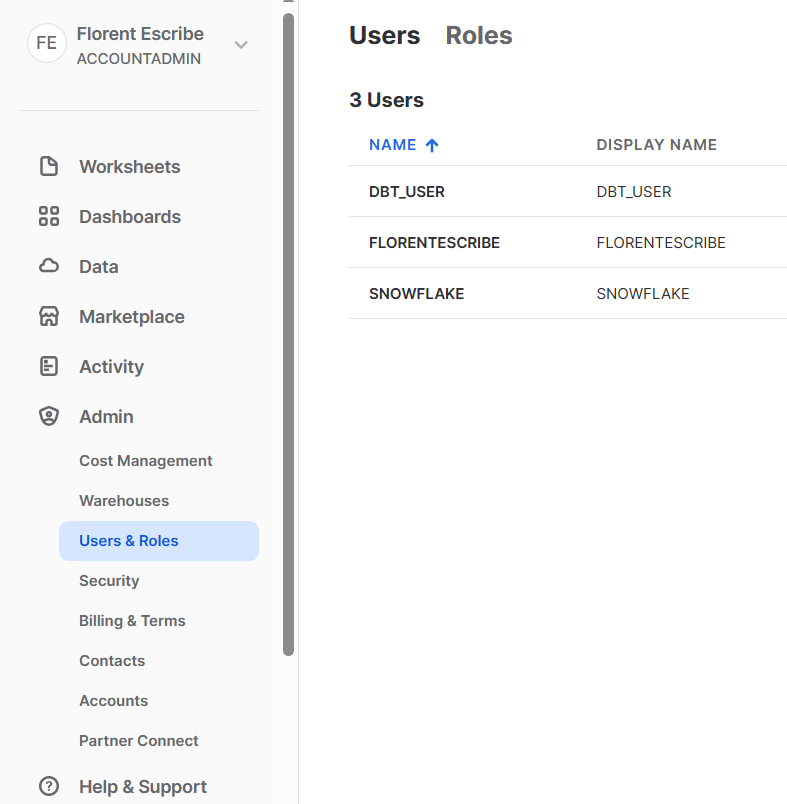 FE
Florent Escribe
ACCOUNTADMIN
Worksheets
Dashboards
Data
Marketplace
Activity
Admin
Cost Management
Warehouses
Users & Roles
Security
Billing & Terms
Contacts
Accounts
Partner Connect
Help & Support
Users Roles
3 Users
NAME DISPLAY NAME
DBT_USER DBT_USER
FLORENTESCRIBE FLORENTESCRIBE
SNOWFLAKE SNOWFLAKE